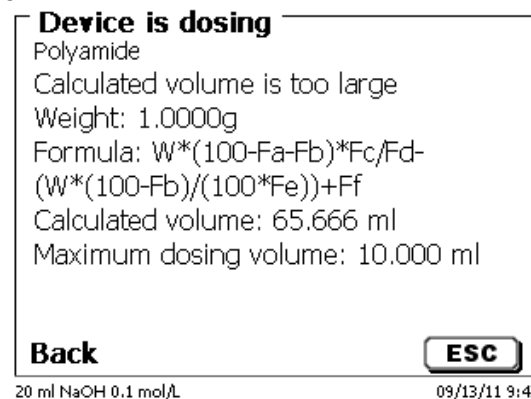 Device is dosing
Polyamide
Calculated volume is too large
Weight: 1.0000g
Formula: W*(100-Fa-Fb)*Fc/Fd-
(W*(100-Fb)/(100*Fe))+Ff
Calculated volume: 65.666 ml
Maximum dosing volume: 10.000 ml
Back ESC
20 ml NaOH 0.1 mol/L 09/13/11 9:4